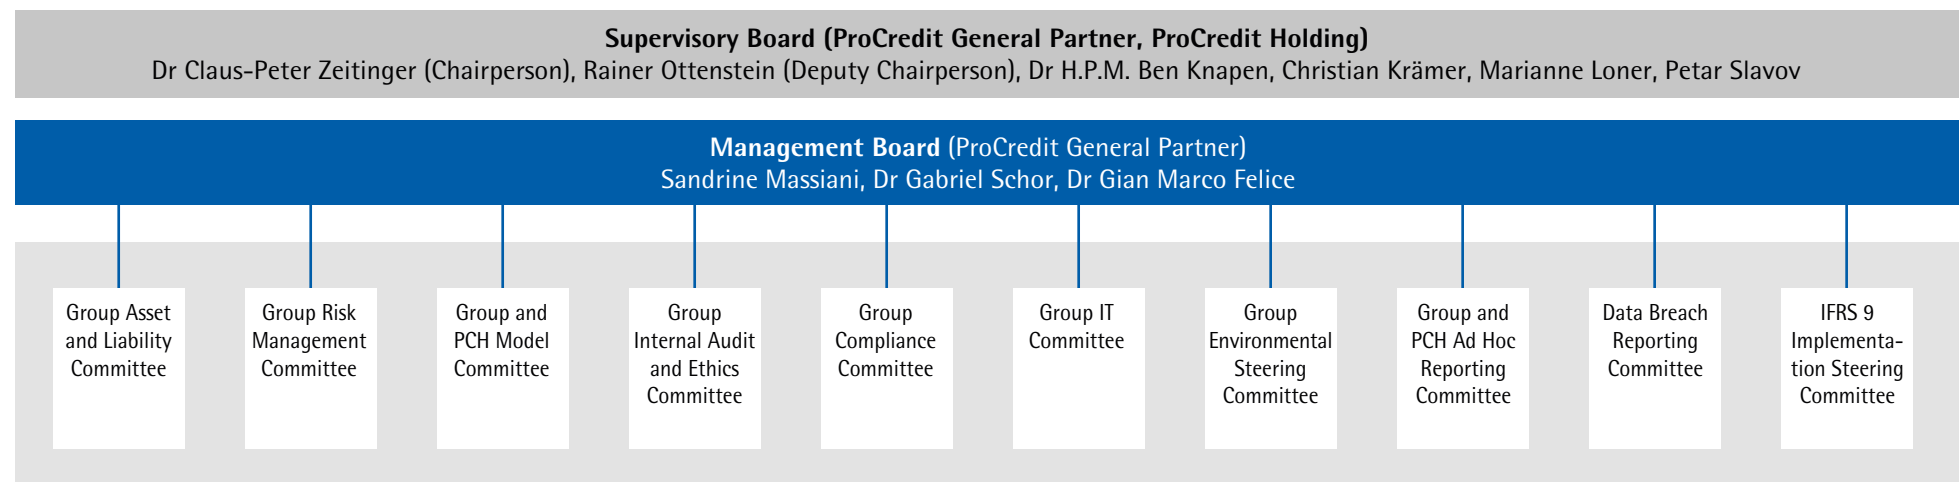 Supervisory Board (ProCredit General Partner, ProCredit Holding)
Dr Claus-Peter Zeitinger (Chairperson), Rainer Ottenstein (Deputy Chairperson), Dr H.P.M. Ben Knapen, Christian Krämer, Marianne Loner, Petar Slavov
Management Board (ProCredit General Partner)
Sandrine Massiani, Dr Gabriel Schor, Dr Gian Marco Felice
Group Asset
and Liability
Committee
Group Risk
Management
Committee
Group and
PCH Model
Committee
Group
Internal Audit
and Ethics
Committee
Group
Compliance
Committee
Group IT
Committee
Group
Environmental
Steering
Committee
Group and
PCH Ad Hoc
Reporting
Committee
Data Breach
Reporting
Committee
IFRS 9
Implementa-
tion Steering
Committee